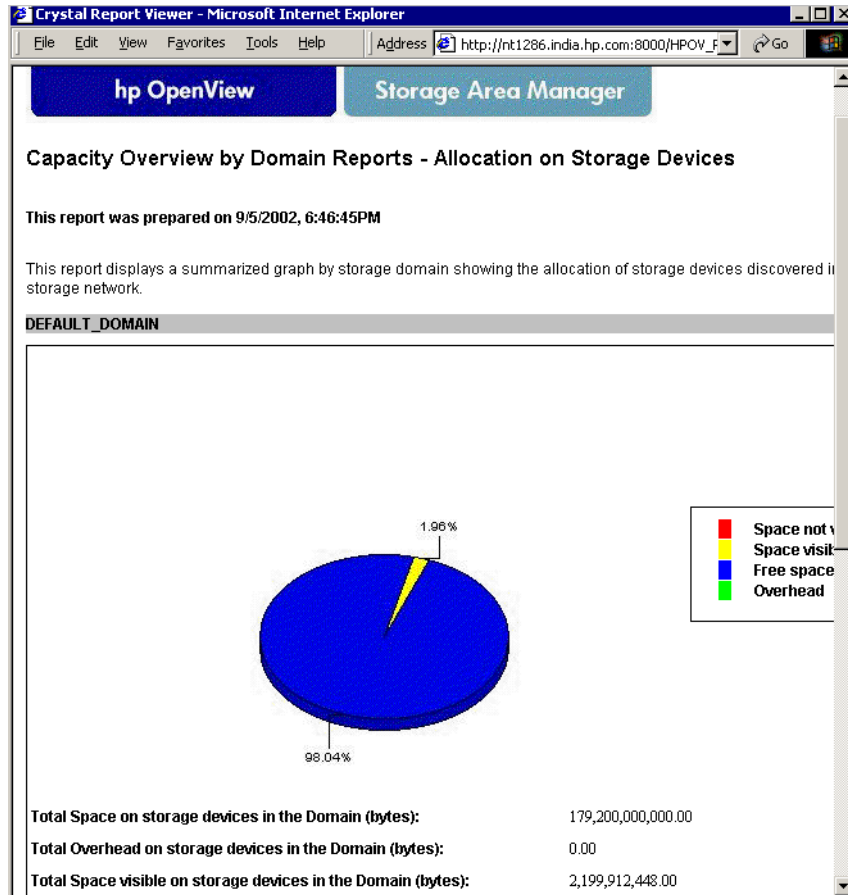 Crystal Report Viewer - Microsoft Internet Explorer
File Edit View Favorites Tools Help Address http://nt1286.india.hp.com:8000/HPOV_ Go
hp OpenView Storage Area Manager
Capacity Overview by Domain Reports - Allocation on Storage Devices
This report was prepared on 9/5/2002, 6:46:45PM
This report displays a summarized graph by storage domain showing the allocation of storage devices discovered
storage network.
DEFAULT_DOMAIN
1.96%
Space not
Space
Free space
Overhead
98.04%
Total Space on storage devices in the Domain (bytes): 179,200,000,000.00
Total Overhead on storage devices in the Domain (bytes): 0.00
Total Space visible on storage devices in the Domain (bytes): 2,199,912,448.00